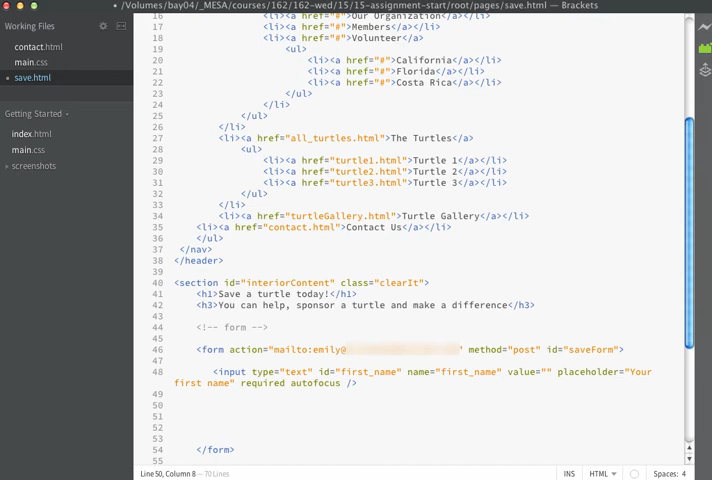 /Volumes/bay04/_MESA/courses/162/162-wed/15/15-assignment-start/root/pages/save.html — Brackets
Working Files
contact.html
main.css
save.html
Getting Started
index.html
main.css
screenshots
16 <li><a href="#">Our Organization</a></li>
17 <li><a href="#">Members</a></li>
18 <li><a href="#">Volunteer</a>
19 <ul>
20 <li><a href="#">California</a></li>
21 <li><a href="#">Florida</a></li>
22 <li><a href="#">Costa Rica</a></li>
23 </ul>
24 </li>
25 </ul>
26 </li>
27 <li><a href="all_turtles.html">The Turtles</a>
28 <ul>
29 <li><a href="turtle1.html">Turtle 1</a></li>
30 <li><a href="turtle2.html">Turtle 2</a></li>
31 <li><a href="turtle3.html">Turtle 3</a></li>
32 </ul>
33 </li>
34 <li><a href="turtleGallery.html">Turtle Gallery</a></li>
35 <li><a href="contact.html">Contact Us</a></li>
36 </ul>
37 </nav>
38 </header>
39
40 <section id="interiorContent" class="clearIt">
41 <h1>Save a turtle today!</h1>
42 <h3>You can help, sponsor a turtle and make a difference</h3>
43
44 <!-- form -->
45
46 <form action="mailto:emily@ " method="post" id="saveForm">
47
48 <input type="text" id="first_name" name="first_name" value="" placeholder="Your
first name" required autofocus />
49
50
51
52
53
54 </form>
55
Line 50, Column 8 — 70 Lines
INS
HTML
Spaces: 4